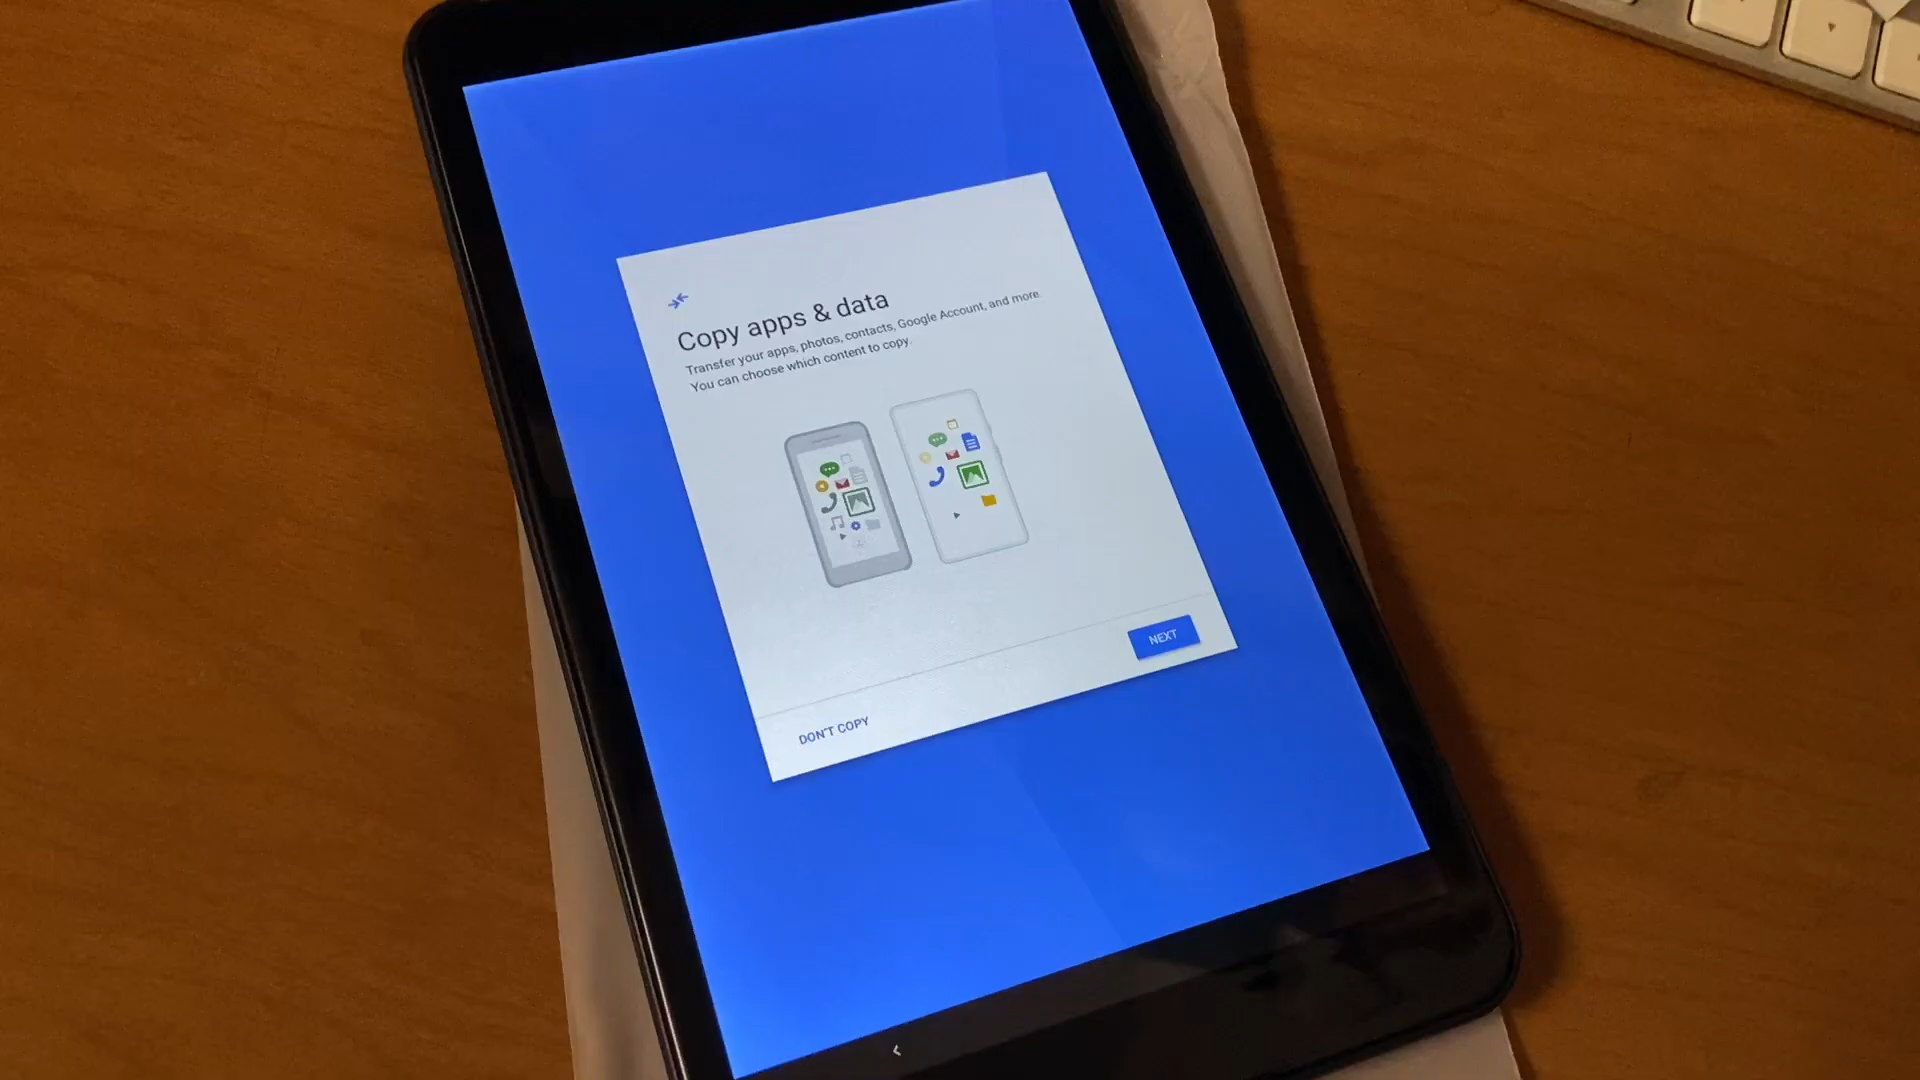 Copy apps & data
Transfer your apps, photos, contacts, Google Account, and more.
You can choose which content to copy.
NEXT
DON'T COPY